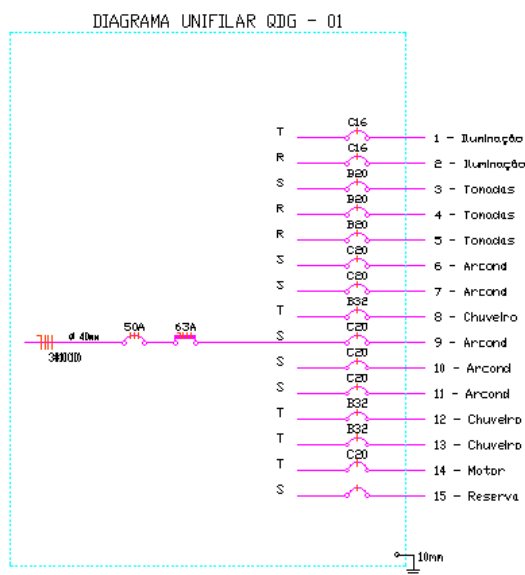 DIAGRAMA UNIFILAR QDG - 01
T C16 1 - Iluminação
R C16 2 - Iluminação
S B20 3 - Tomadas
R B20 4 - Tomadas
R B20 5 - Tomadas
S C20 6 - Arcond
S C20 7 - Arcond
T B32 8 - Chuveiro
ø 40mm 50A 63A S C20 9 - Arcond
S C20 10 - Arcond
S C20 11 - Arcond
T B32 12 - Chuveiro
T B32 13 - Chuveiro
T C20 14 - Motor
S 15 - Reserva
10mm